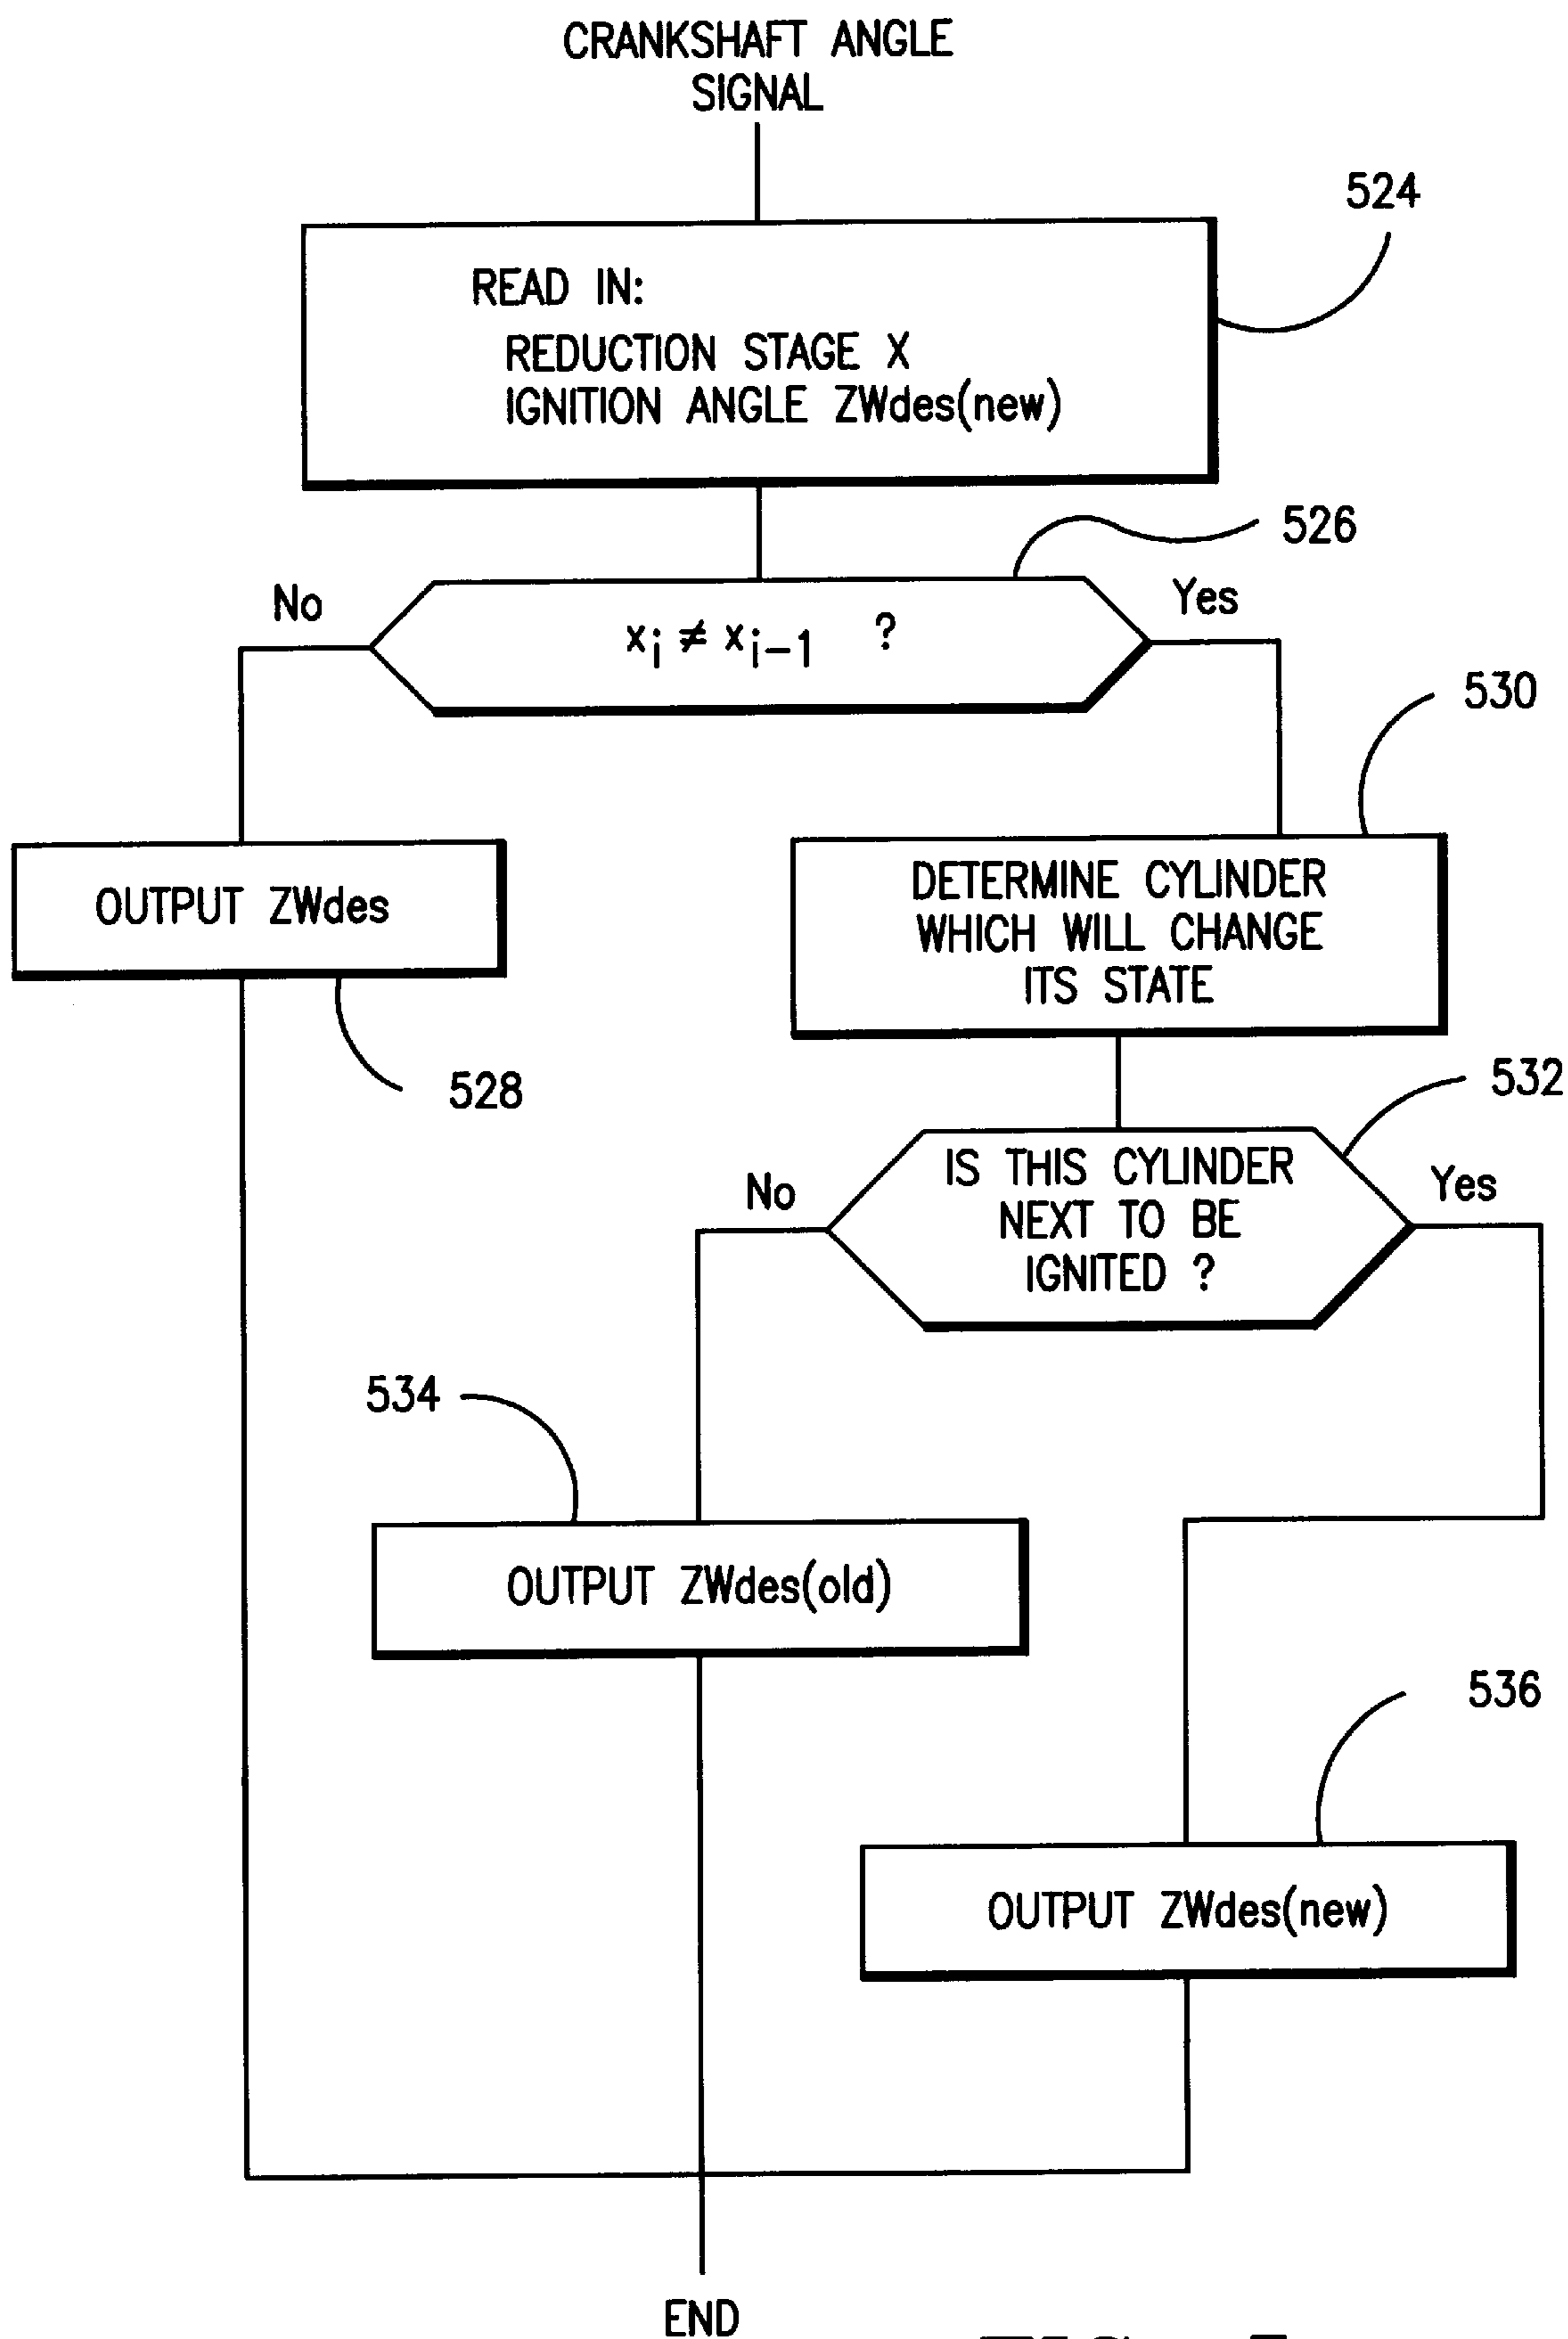 CRANKSHAFT ANGLE
SIGNAL
524
READ IN:
REDUCTION STAGE X
IGNITION ANGLE ZWdes(new)
526
No
Yes
xi ≠ xi-1 ?
530
OUTPUT ZWdes
DETERMINE CYLINDER
WHICH WILL CHANGE
ITS STATE
528
532
No
IS THIS CYLINDER
NEXT TO BE
IGNITED ?
Yes
534
OUTPUT ZWdes(old)
536
OUTPUT ZWdes(new)
END